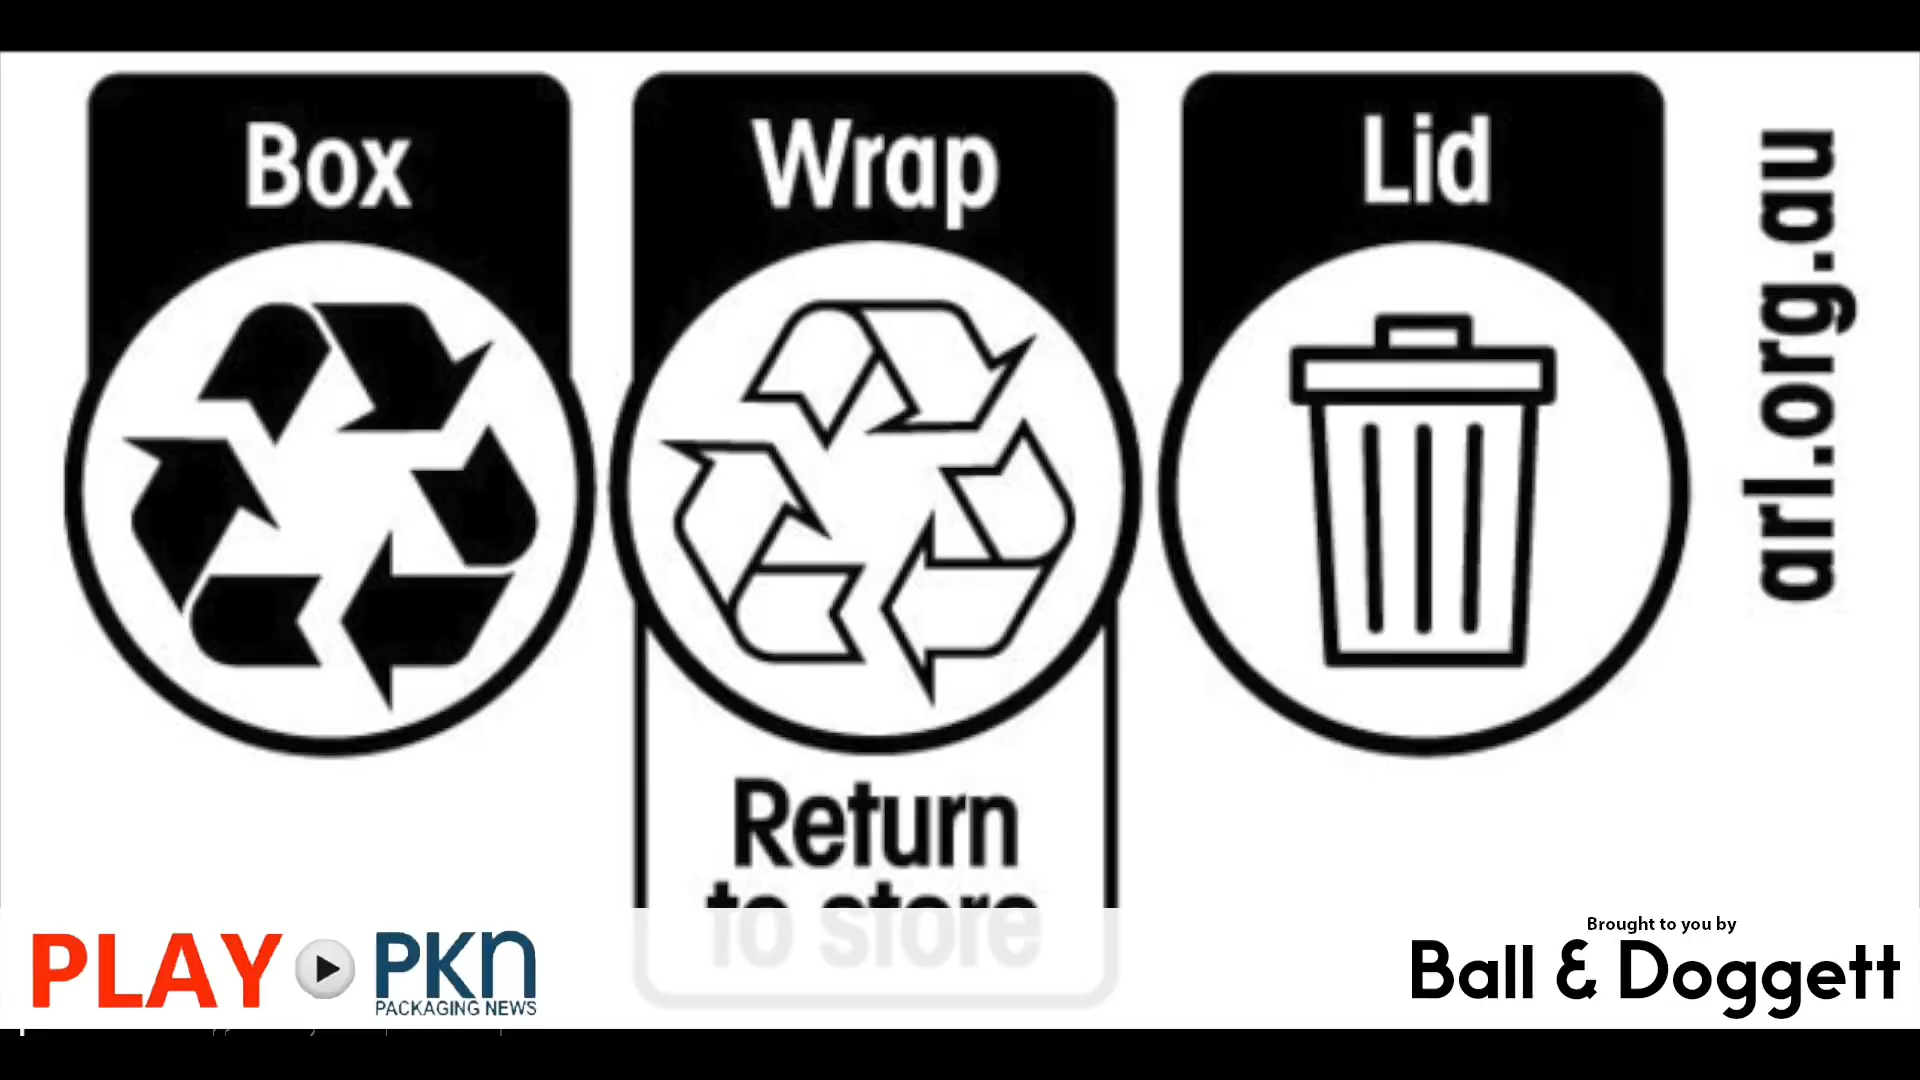 Box
Wrap
Lid
arl.org.au
Return
to store
PLAY
PKN
PACKAGING NEWS
Brought to you by
Ball & Doggett